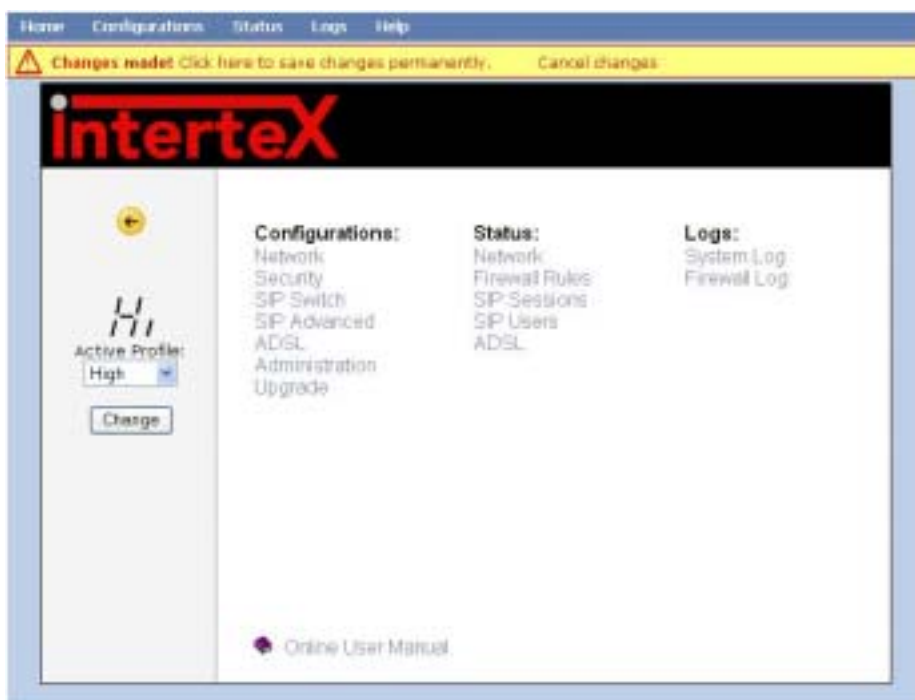 Home Configurations Status Logs Help
Changes made! Click here to save changes permanently. Cancel changes
interteX
Hi
Active Profile:
High
Change
Configurations:
Network
Security
SIP Switch
SIP Advanced
ADSL
Administration
Upgrade
Status:
Network
Firewall Rules
SIP Sessions
SIP Users
ADSL
Logs:
System Log
Firewall Log
Online User Manual